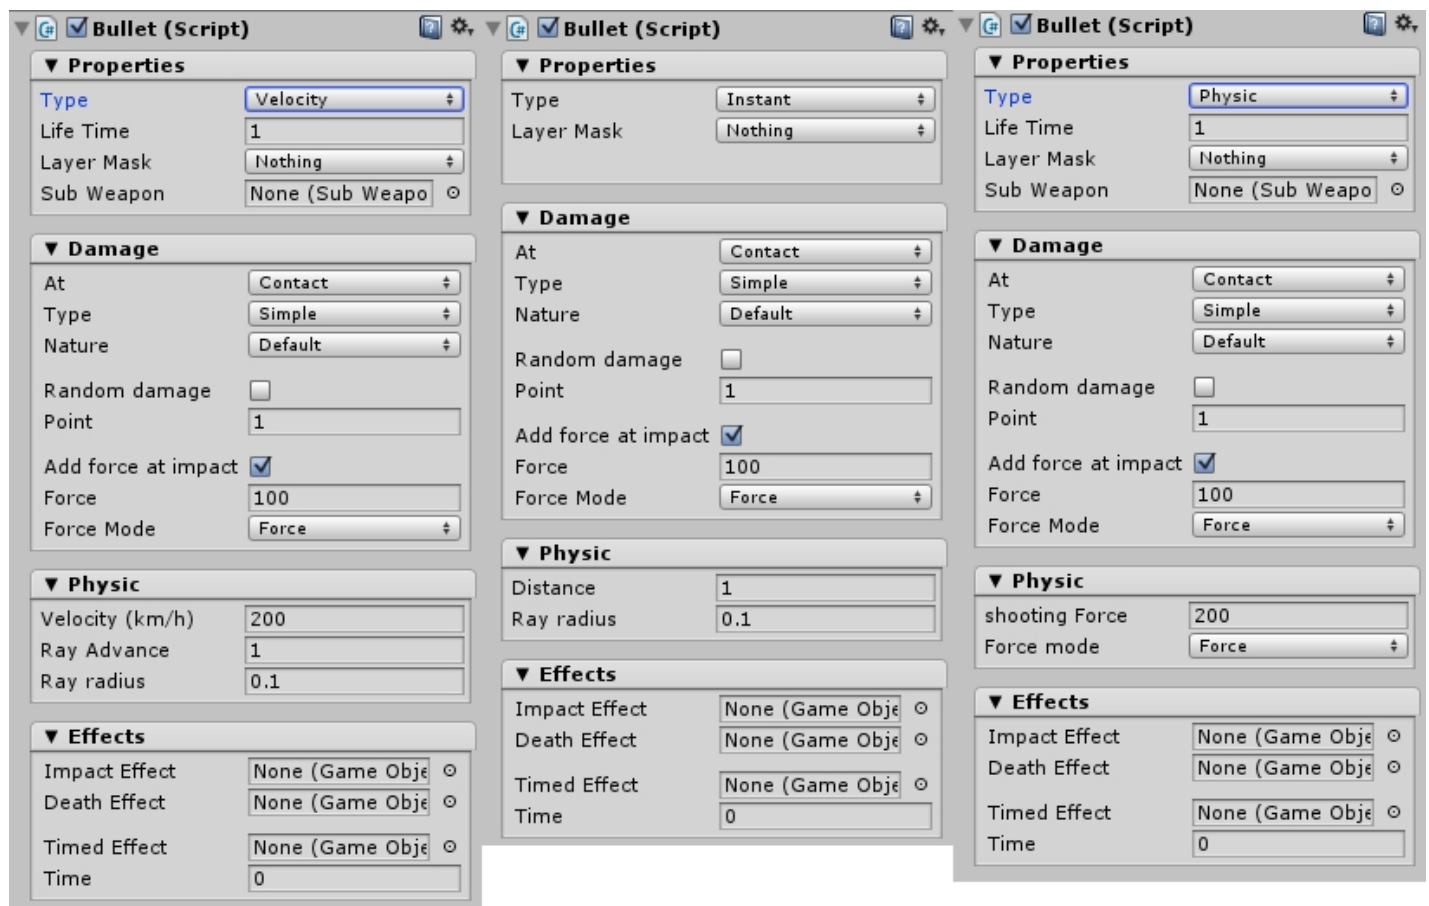 Bullet (Script)
Properties
Type Velocity
Life Time 1
Layer Mask Nothing
Sub Weapon None (Sub Weapo
Damage
At Contact
Type Simple
Nature Default
Random damage
Point 1
Add force at impact
Force 100
Force Mode Force
Physic
Velocity (km/h) 200
Ray Advance 1
Ray radius 0.1
Effects
Impact Effect None (Game Obje
Death Effect None (Game Obje
Timed Effect None (Game Obje
Time 0
Bullet (Script)
Properties
Type Instant
Layer Mask Nothing
Damage
At Contact
Type Simple
Nature Default
Random damage
Point 1
Add force at impact
Force 100
Force Mode Force
Physic
Distance 1
Ray radius 0.1
Effects
Impact Effect None (Game Obje
Death Effect None (Game Obje
Timed Effect None (Game Obje
Time 0
Bullet (Script)
Properties
Type Physic
Life Time 1
Layer Mask Nothing
Sub Weapon None (Sub Weapo
Damage
At Contact
Type Simple
Nature Default
Random damage
Point 1
Add force at impact
Force 100
Force Mode Force
Physic
shooting Force 200
Force mode Force
Effects
Impact Effect None (Game Obje
Death Effect None (Game Obje
Timed Effect None (Game Obje
Time 0